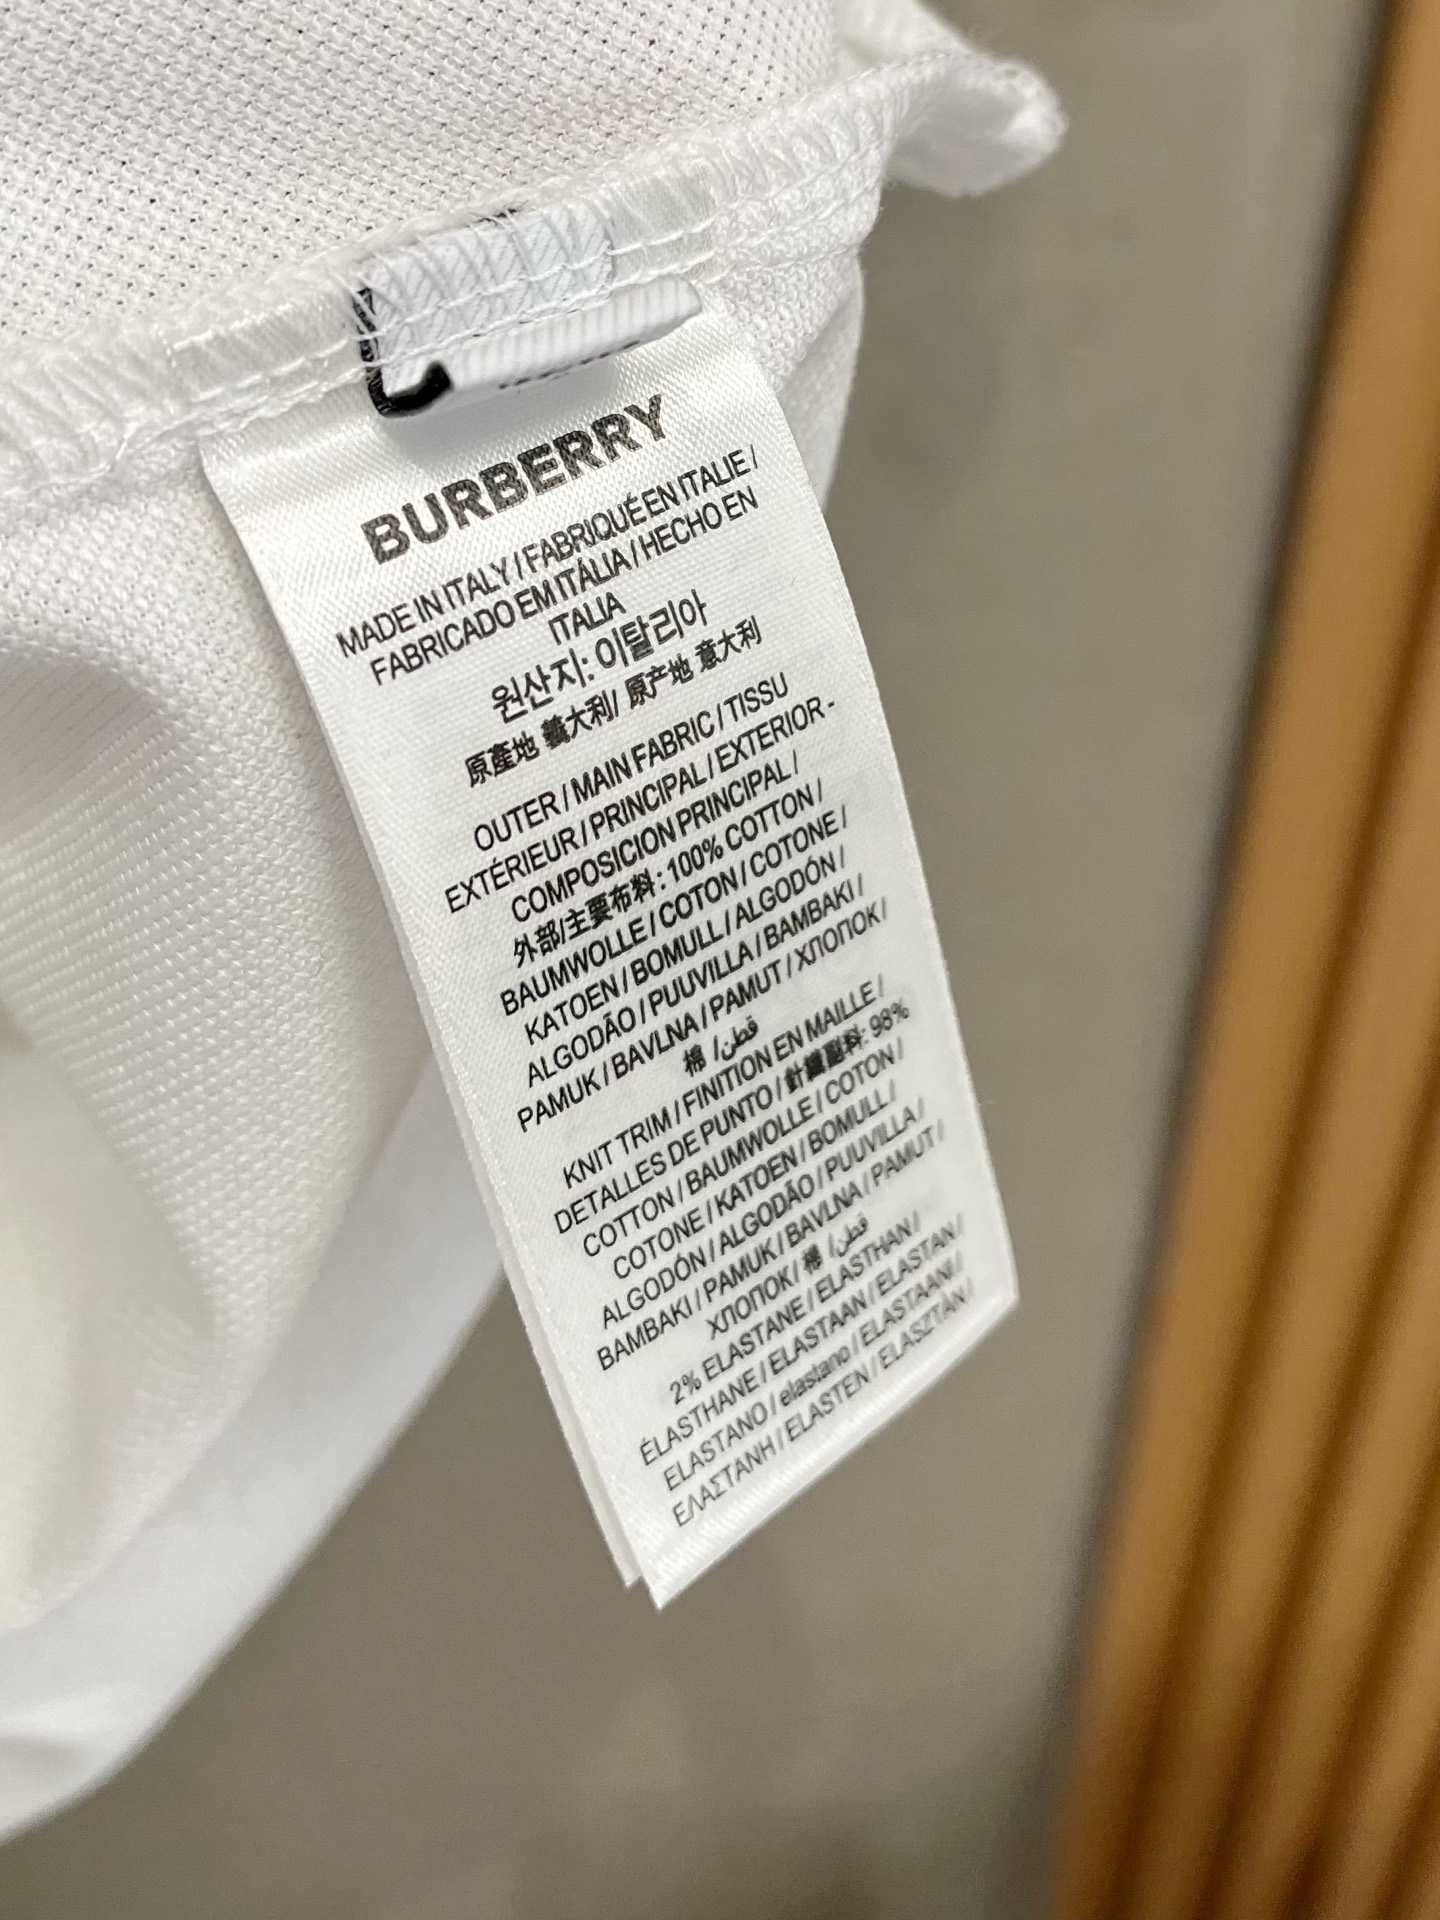 BURBERRY
MADE IN ITALY / FABRIQUÉ EN ITALIE /
FABRICADO EM ITÁLIA / HECHO EN
ITALIA
원산지: 이탈리아
原產地 義大利/ 原产地 意大利
OUTER / MAIN FABRIC / TISSU
EXTÉRIEUR / PRINCIPAL / EXTERIOR -
COMPOSICION PRINCIPAL /
外部/主要布料: 100% COTTON /
BAUMWOLLE / COTON / COTONE /
KATOEN / BOMULL / ALGODÓN /
ALGODÃO / PUUVILLA / BAMBAKI /
PAMUK / BAVLNA / PAMUT / ХЛОПОК /
棉 / قطن
KNIT TRIM / FINITION EN MAILLE /
DETALLES DE PUNTO / 針織副料: 98%
COTTON / BAUMWOLLE / COTON /
COTONE / KATOEN / BOMULL /
ALGODÓN / ALGODÃO / PUUVILLA /
BAMBAKI / PAMUK / BAVLNA / PAMUT /
ХЛОПОК / 棉 / قطن
2% ELASTANE / ELASTHAN /
ÉLASTHANE / ELASTAAN / ELASTAN /
ELASTANO / elastano / ELASTAANI /
ΕΛΑΣΤΑΝΗ / ELASTEN / ELASZTÁN /